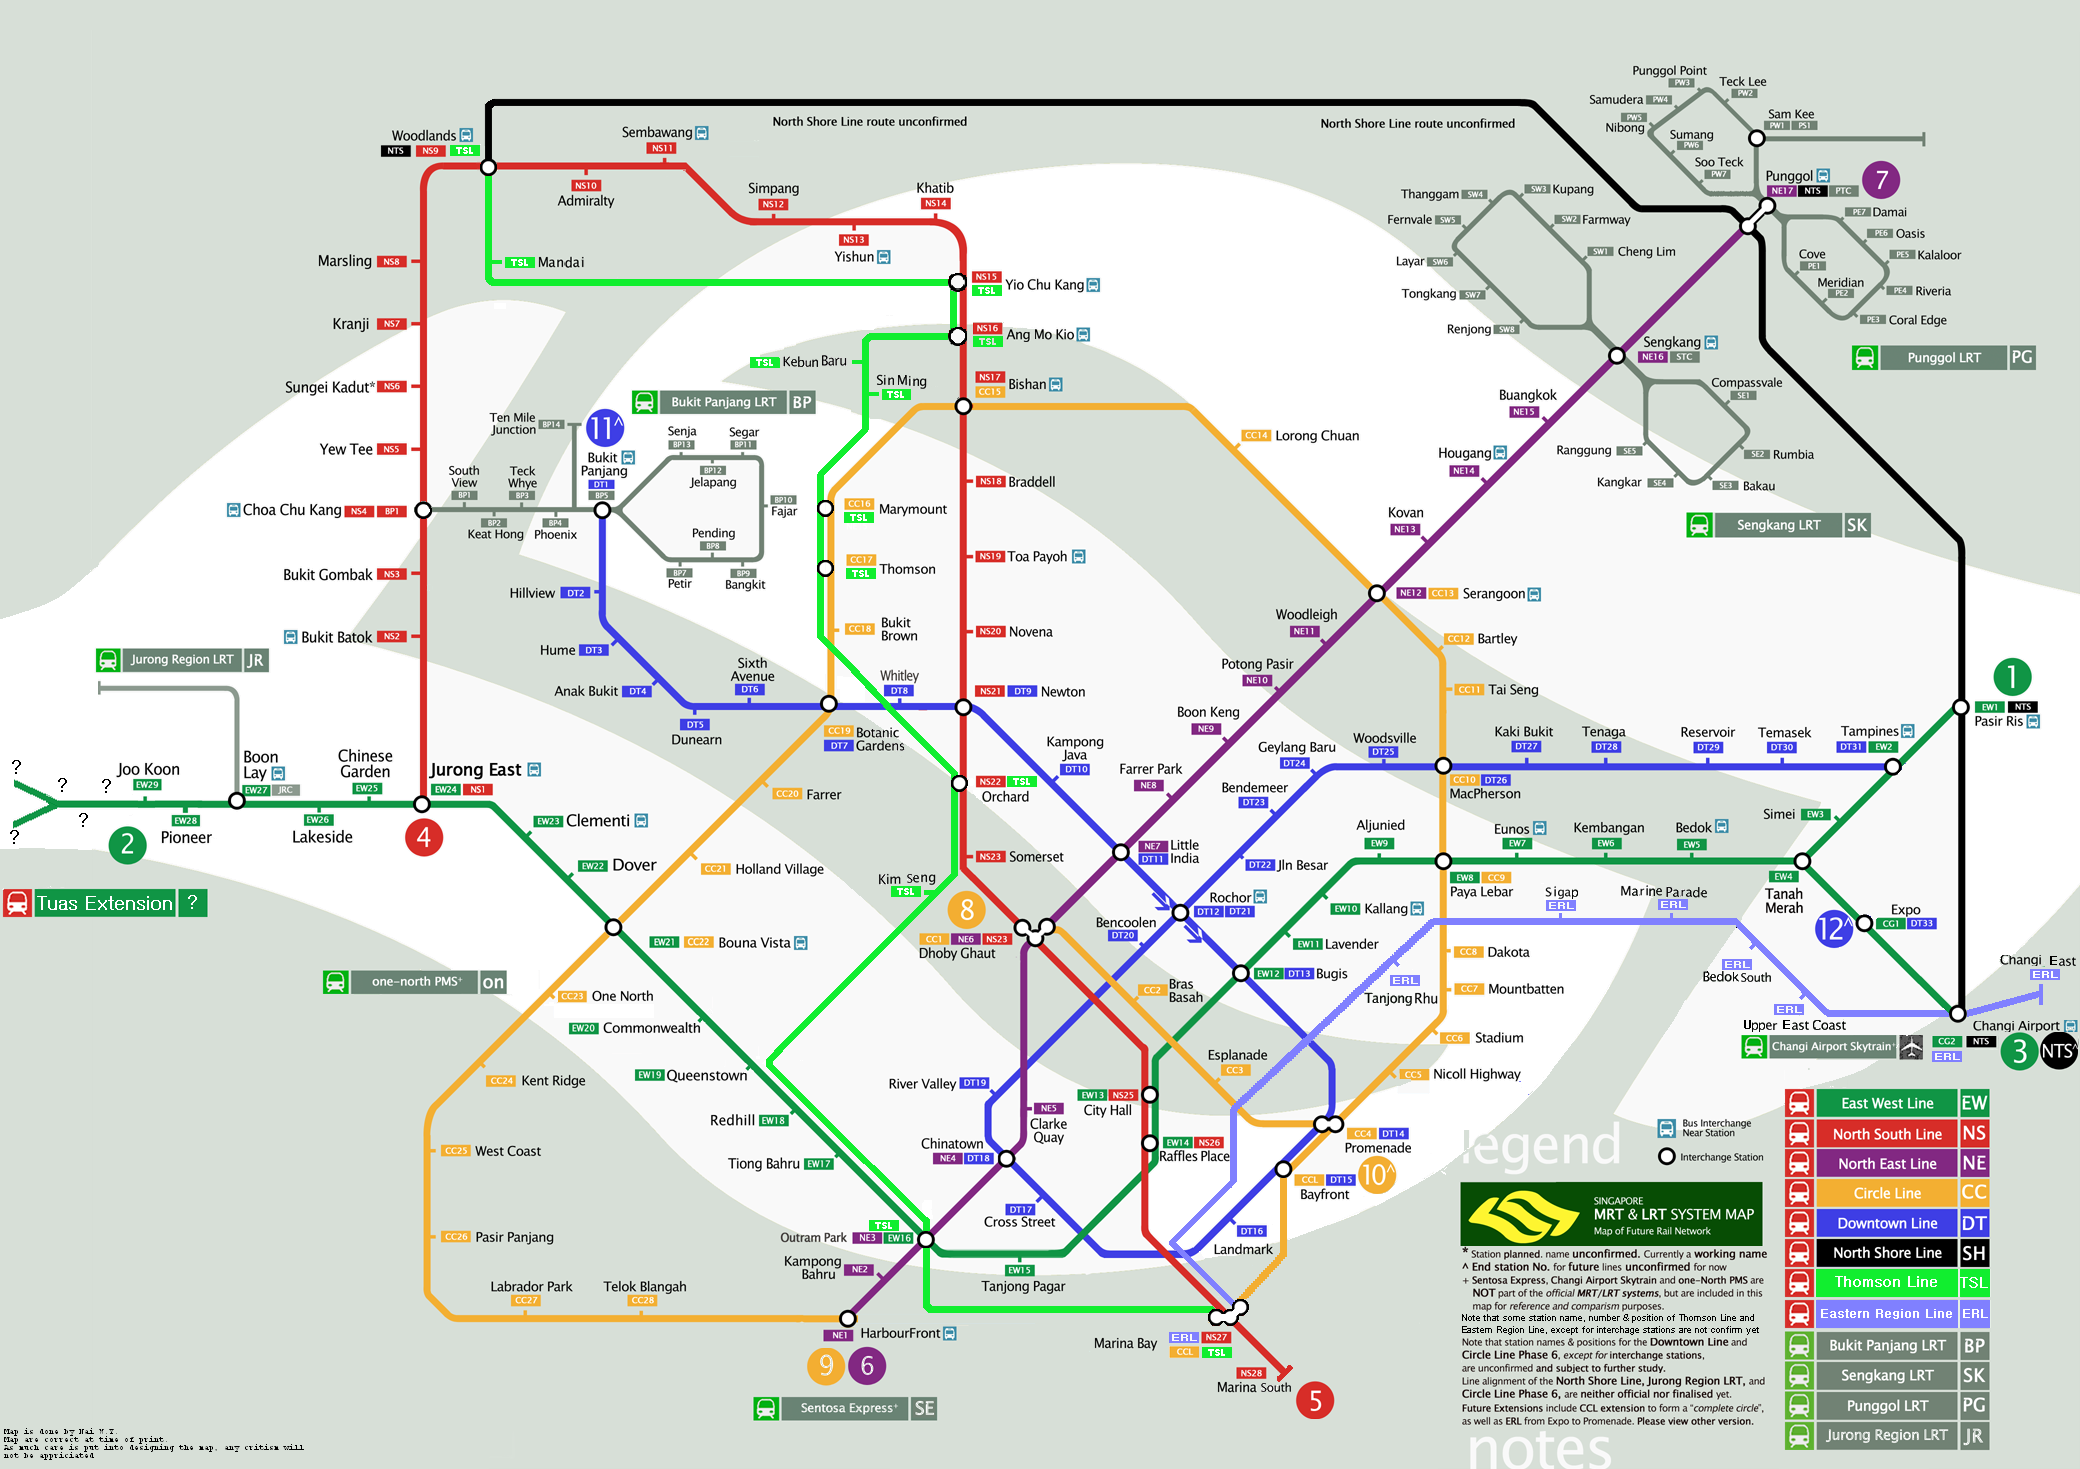 North Shore Line route unconfirmed
North Shore Line route unconfirmed
Woodlands
NTS NS9 TSL
Sembawang
NS11
NS10
Admiralty
Simpang
NS12
Khatib
NS14
NS13
Yishun
Marsling NS8
TSL Mandai
NS15
TSL
Yio Chu Kang
Kranji NS7
NS16
TSL
Ang Mo Kio
TSL Kebun Baru
Sin Ming
TSL
NS17
CC15
Bishan
Sungei Kadut* NS6
Yew Tee NS5
Choa Chu Kang NS4 BP1
Bukit Gombak NS3
Bukit Batok NS2
Bukit Panjang LRT BP
Ten Mile
Junction
BP14
11^
Bukit
Panjang
DT1
BP5
South
View
BP1
Teck
Whye
BP3
BP2
Keat Hong
BP4
Phoenix
Senja
BP13
Segar
BP11
BP12
Jelapang
BP10
Fajar
Pending
BP8
BP7
Petir
BP9
Bangkit
Hillview DT2
Hume DT3
Anak Bukit DT4
DT5
Dunearn
Sixth
Avenue
DT6
Whitley
DT8
CC16
TSL
Marymount
CC17
TSL
Thomson
CC18
Bukit
Brown
CC19
DT7
Botanic
Gardens
NS18 Braddell
NS19 Toa Payoh
NS20 Novena
NS21 DT9 Newton
NS22 TSL
Orchard
NS23 Somerset
Kim Seng
TSL
8
CC1 NE6 NS23
Dhoby Ghaut
Punggol Point
PW3
Teck Lee
PW2
Samudera PW4
PW5
Nibong
Sumang
PW6
Soo Teck
PW7
Sam Kee
PW1 PS1
Punggol
NE17 NTS PTC
7
PE7 Damai
PE6 Oasis
PE5 Kalaloor
PE4 Riveria
PE3 Coral Edge
Cove
PE1
Meridian
PE2
Punggol LRT PG
Thanggam SW4
SW3 Kupang
Fernvale SW5
SW2 Farmway
SW1 Cheng Lim
Layar SW6
Tongkang SW7
Renjong SW8
Sengkang
NE16 STC
Compassvale
SE1
Ranggung SE5
SE2 Rumbia
Kangkar SE4
SE3 Bakau
Sengkang LRT SK
Buangkok
NE15
Hougang
NE14
Kovan
NE13
CC14 Lorong Chuan
NE12 CC13 Serangoon
Woodleigh
NE11
Potong Pasir
NE10
Boon Keng
NE9
Farrer Park
NE8
CC12 Bartley
CC11 Tai Seng
Kampong
Java
DT10
Geylang Baru
DT24
Woodsville
DT25
Kaki Bukit
DT27
Tenaga
DT28
Reservoir
DT29
Temasek
DT30
Tampines
DT31 EW2
1
EW1 NTS
Pasir Ris
CC10 DT26
MacPherson
Bendemeer
DT23
DT22 Jln Besar
NE7
DT11
Little
India
Simei EW3
Aljunied
EW9
Eunos
EW7
Kembangan
EW6
Bedok
EW5
EW8 CC9
Paya Lebar
EW4
Tanah
Merah
Expo
CG1 DT33
12^
Sigap
ERL
Marine Parade
ERL
ERL
Bedok South
ERL
Upper East Coast
Changi East
ERL
Changi Airport
CG2 NTS
ERL
3
NTS^
Changi Airport Skytrain+
Jurong Region LRT JR
?
?
?
?
?
Joo Koon
EW29
EW28
Pioneer
2
Boon
Lay
EW27 JRC
EW26
Lakeside
Chinese
Garden
EW25
Jurong East
EW24 NS1
4
Tuas Extension ?
EW23 Clementi
EW22 Dover
CC20 Farrer
CC21 Holland Village
EW21 CC22 Bouna Vista
one-north PMS+ on
CC23 One North
EW20 Commonwealth
EW19 Queenstown
CC24 Kent Ridge
Redhill EW18
Tiong Bahru EW17
CC25 West Coast
CC26 Pasir Panjang
Labrador Park
CC27
Telok Blangah
CC28
TSL
Outram Park NE3 EW16
Kampong
Bahru
NE2
NE1
HarbourFront
9
6
Sentosa Express+ SE
Rochor
DT12 DT21
Bencoolen
DT20
EW10 Kallang
EW11 Lavender
EW12 DT13 Bugis
CC2
Bras
Basah
ERL
Tanjong Rhu
CC8 Dakota
CC7 Mountbatten
CC6 Stadium
CC5 Nicoll Highway
Esplanade
CC3
River Valley DT19
NE5
Clarke
Quay
EW13 NS25
City Hall
EW14 NS26
Raffles Place
Chinatown
NE4 DT18
DT17
Cross Street
CC4 DT14
Promenade
10^
CCL DT15
Bayfront
DT16
Landmark
EW15
Tanjong Pagar
Marina Bay
ERL NS27
CCL TSL
NS28
Marina South
5
legend
Bus Interchange
Near Station
Interchange Station
SINGAPORE
MRT & LRT SYSTEM MAP
Map of Future Rail Network
* Station planned. name unconfirmed. Currently a working name
^ End station No. for future lines unconfirmed for now
+ Sentosa Express, Changi Airport Skytrain and one-North PMS are
NOT part of the official MRT/LRT systems, but are included in this
map for reference and comparism purposes.
Note that some station name, number & position of Thomson Line and
Eastern Region Line, except for interchage stations are not confirm yet
Note that station names & positions for the Downtown Line and
Circle Line Phase 6, except for interchange stations,
are unconfirmed and subject to further study.
Line alignment of the North Shore Line, Jurong Region LRT, and
Circle Line Phase 6, are neither official nor finalised yet.
Future Extensions include CCL extension to form a "complete circle",
as well as ERL from Expo to Promenade. Please view other version.
notes
East West Line EW
North South Line NS
North East Line NE
Circle Line CC
Downtown Line DT
North Shore Line SH
Thomson Line TSL
Eastern Region Line ERL
Bukit Panjang LRT BP
Sengkang LRT SK
Punggol LRT PG
Jurong Region LRT JR
Map is done by Nai N.T.
Map are correct at time of print.
As much care is put into designing the map, any critism will
not be appriciated